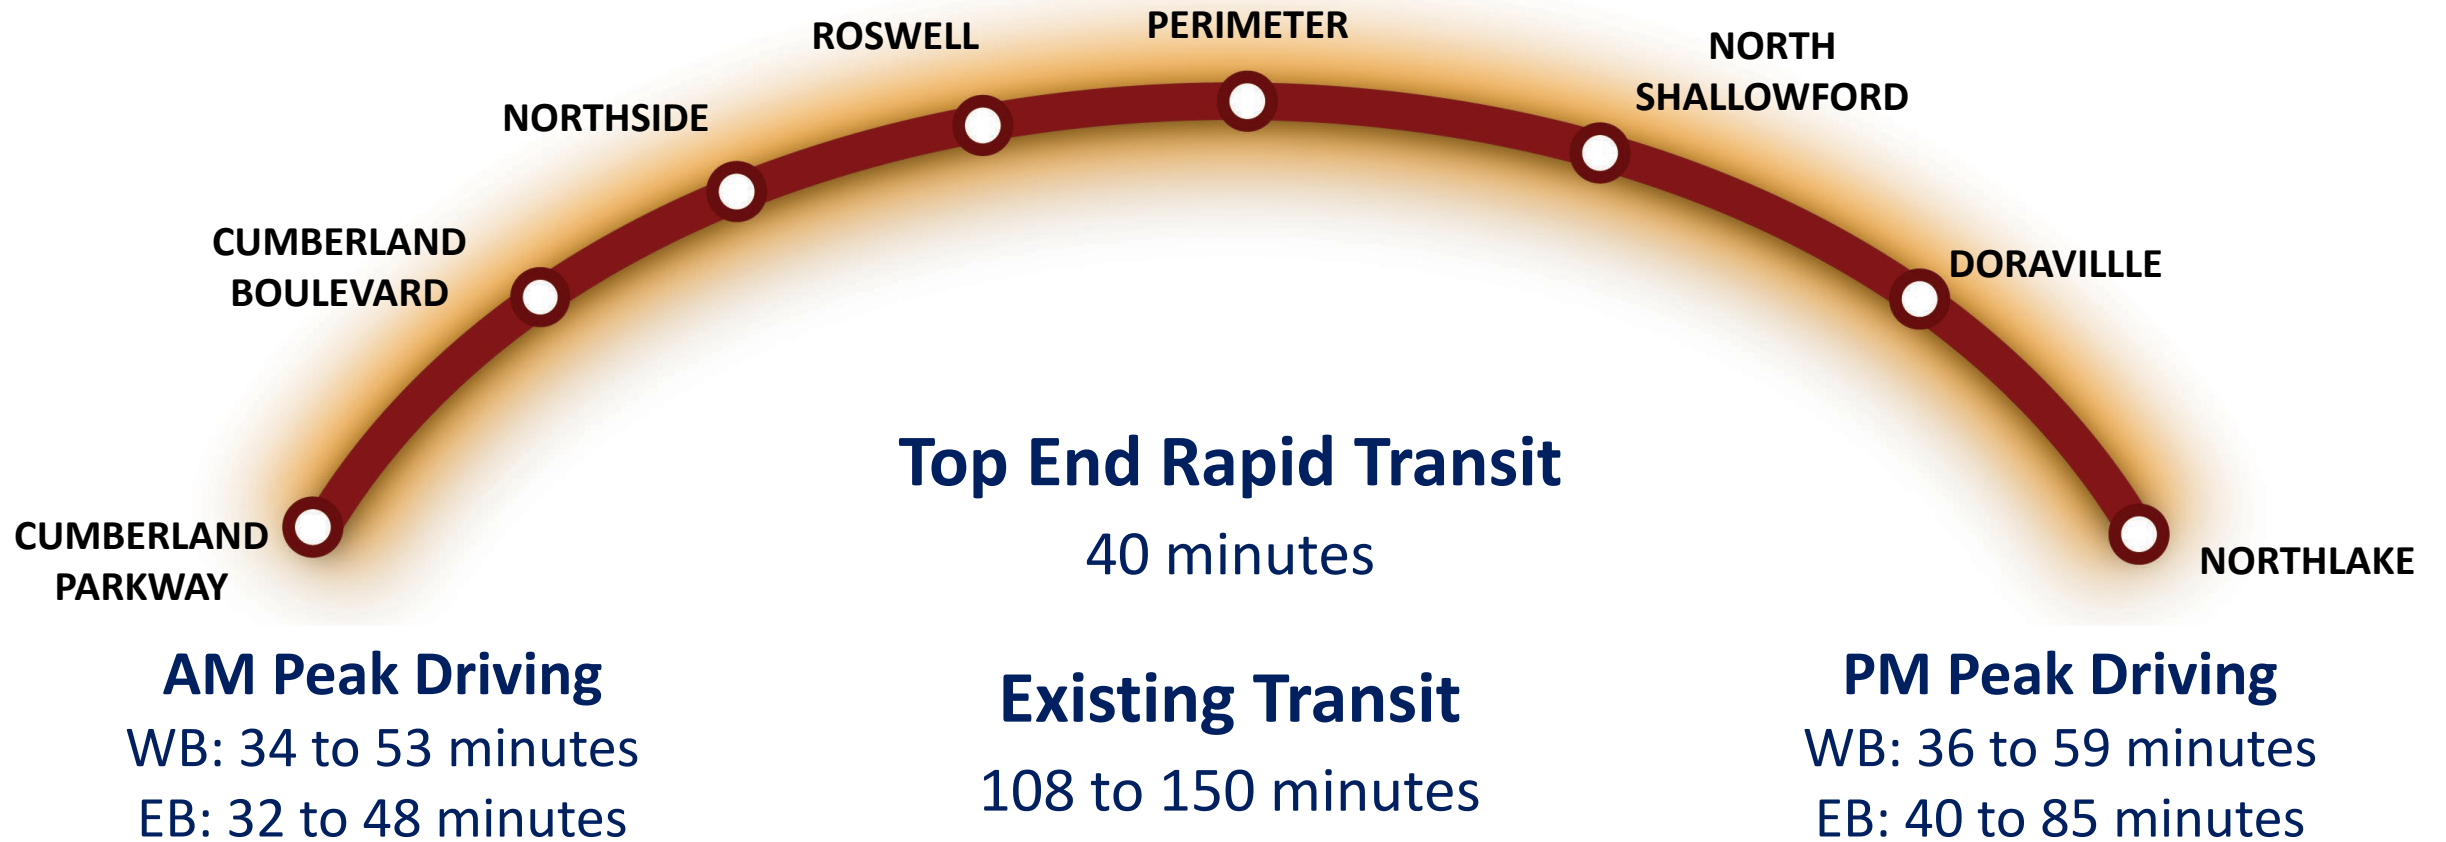 PERIMETER
ROSWELL
NORTH
SHALLOWFORD
NORTHSIDE
CUMBERLAND
BOULEVARD
DORAVILLLE
CUMBERLAND
PARKWAY
NORTHLAKE
Top End Rapid Transit
40 minutes
AM Peak Driving
WB: 34 to 53 minutes
EB: 32 to 48 minutes
Existing Transit
108 to 150 minutes
PM Peak Driving
WB: 36 to 59 minutes
EB: 40 to 85 minutes